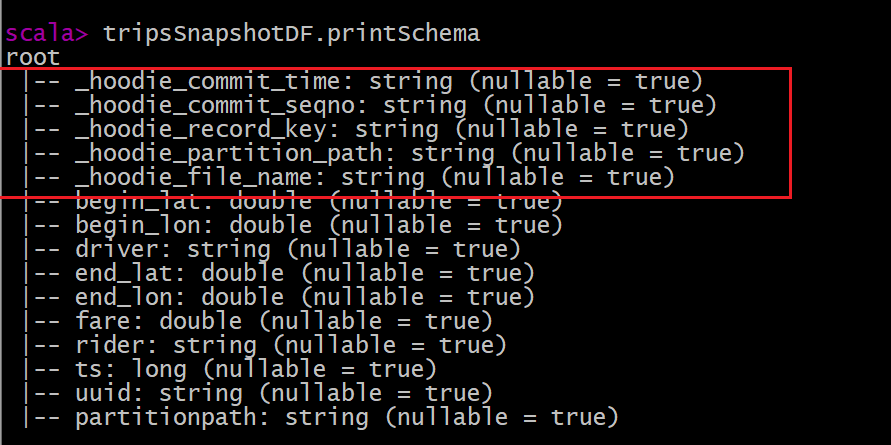 scala> tripsSnapshotDF.printSchema
root
 |-- _hoodie_commit_time: string (nullable = true)
 |-- _hoodie_commit_seqno: string (nullable = true)
 |-- _hoodie_record_key: string (nullable = true)
 |-- _hoodie_partition_path: string (nullable = true)
 |-- _hoodie_file_name: string (nullable = true)
 |-- begin_lat: double (nullable = true)
 |-- begin_lon: double (nullable = true)
 |-- driver: string (nullable = true)
 |-- end_lat: double (nullable = true)
 |-- end_lon: double (nullable = true)
 |-- fare: double (nullable = true)
 |-- rider: string (nullable = true)
 |-- ts: long (nullable = true)
 |-- uuid: string (nullable = true)
 |-- partitionpath: string (nullable = true)